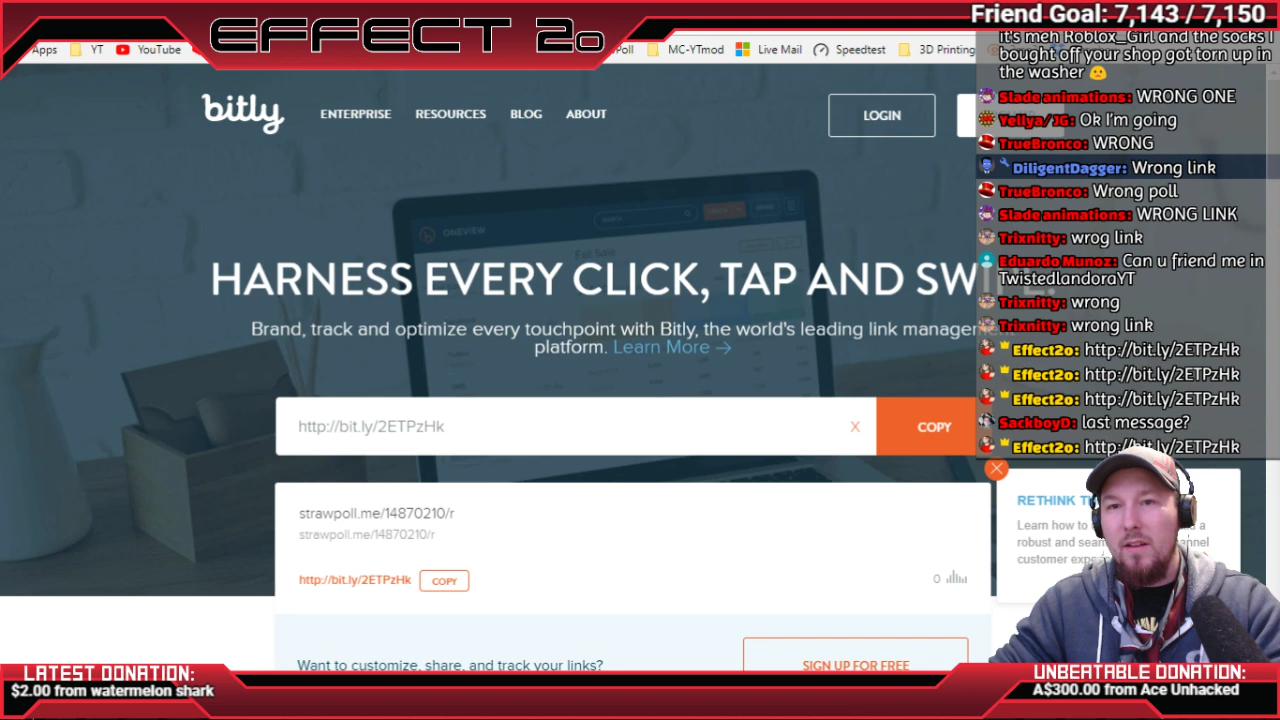 EFFECT 2o
Friend Goal: 7,143 / 7,150
Apps YT YouTube Poll MC-YTmod Live Mail Speedtest 3D Printing
bitly ENTERPRISE RESOURCES BLOG ABOUT LOGIN
ONEVIEW
HARNESS EVERY CLICK, TAP AND
Brand, track and optimize every touchpoint with Bitly, the world's leading link
platform. Learn More →
http://bit.ly/2ETPzHk X COPY
strawpoll.me/14870210/r
strawpoll.me/14870210/r
http://bit.ly/2ETPzHk COPY 0
Want to customize, share, and track your links? SIGN UP FOR FREE
it's meh Roblox_Girl and the socks I
bought off your shop got torn up in
the washer
Slade animations: WRONG ONE
Yellya/JG: Ok I'm going
TrueBronco: WRONG
DiligentDagger: Wrong link
TrueBronco: Wrong poll
Slade animations: WRONG LINK
Trixnitty: wrog link
Eduardo Munoz: Can u friend me in
TwistedlandoraYT
Trixnitty: wrong
Trixnitty: wrong link
Effect2o: http://bit.ly/2ETPzHk
Effect2o: http://bit.ly/2ETPzHk
Effect2o: http://bit.ly/2ETPzHk
SackboyD: last message?
Effect2o: http://bit.ly/2ETPzHk
RETHINK
Learn how to
robust and
customer
LATEST DONATION:
$2.00 from watermelon shark
UNBEATABLE DONATION:
A$300.00 from Ace Unhacked